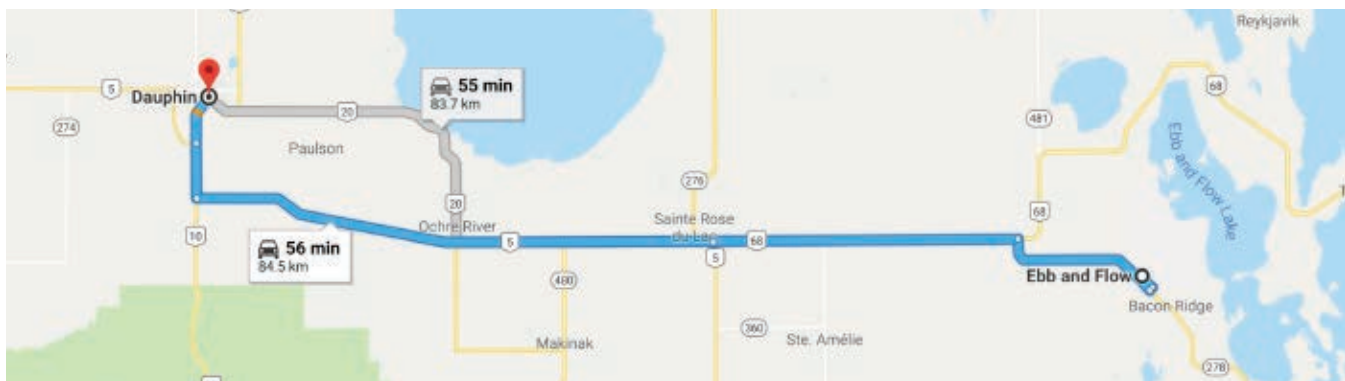 Reykjavik
5
55 min
83.7 km
68
Dauphin
20
481
274
Paulson
Ebb and Flow Lake
276
20
Sainte Rose
du Lac
68
Ochre River
10
5
68
56 min
84.5 km
5
Ebb and Flow
480
Bacon Ridge
360
Ste. Amélie
Makinak
278